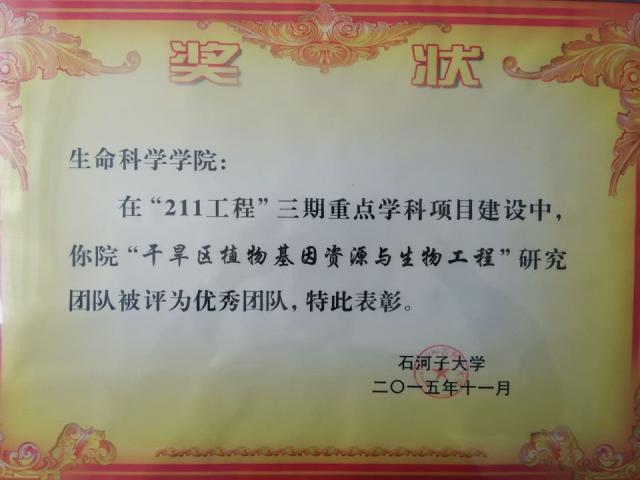 奖状
生命科学学院：
在“211工程”三期重点学科项目建设中，
你院“干旱区植物基因资源与生物工程”研究
团队被评为优秀团队，特此表彰。
石河子大学
二〇一五年十一月